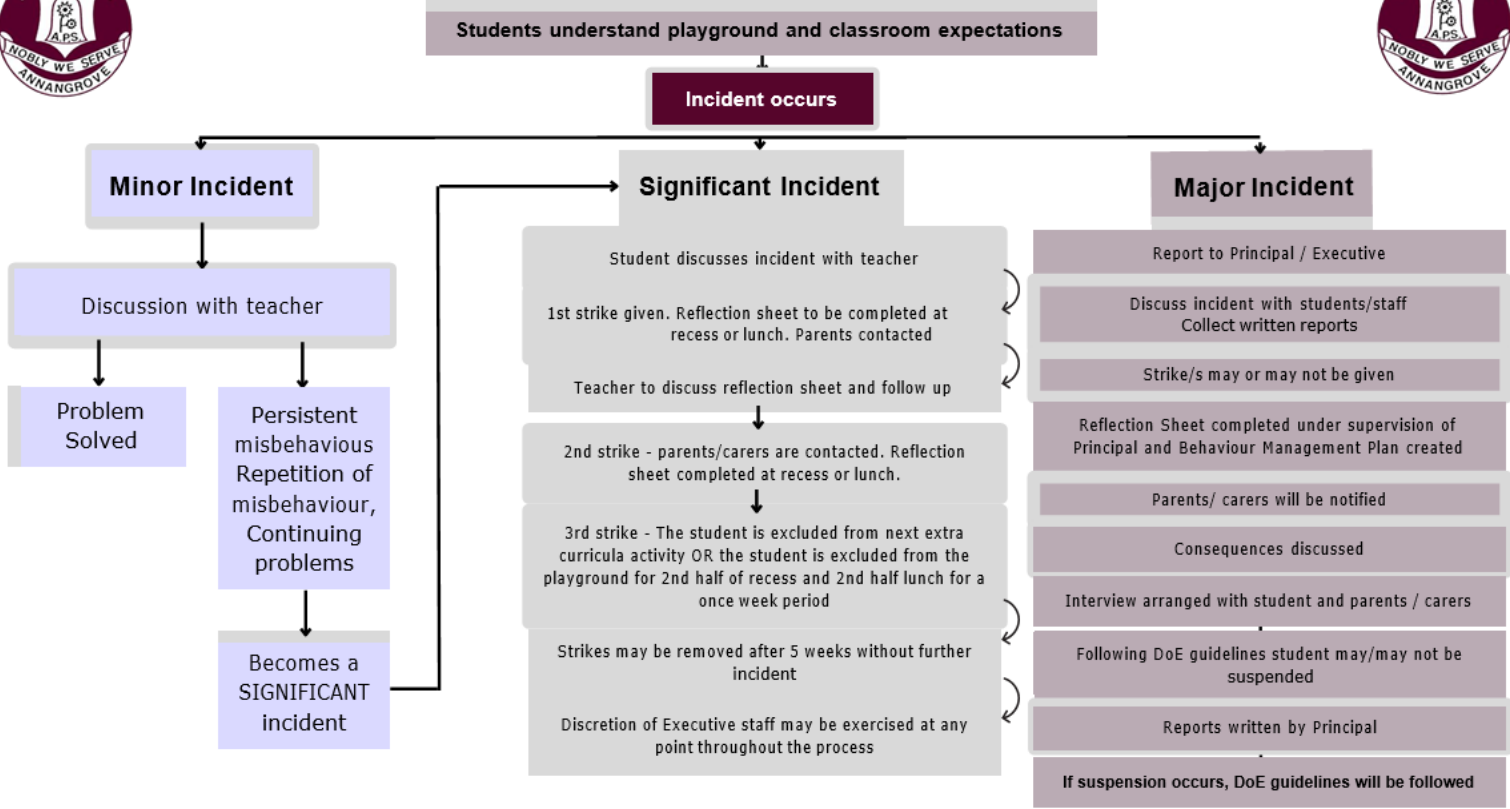 A.P.S.
NOBLY WE SERVE
ANNANGROVE
Students understand playground and classroom expectations
A.P.S.
NOBLY WE SERVE
ANNANGROVE
Incident occurs
Minor Incident
Discussion with teacher
Problem
Solved
Persistent
misbehavious
Repetition of
misbehaviour,
Continuing
problems
Becomes a
SIGNIFICANT
incident
Significant Incident
Student discusses incident with teacher
1st strike given. Reflection sheet to be completed at
recess or lunch. Parents contacted
Teacher to discuss reflection sheet and follow up
2nd strike - parents/carers are contacted. Reflection
sheet completed at recess or lunch.
3rd strike - The student is excluded from next extra
curricula activity OR the student is excluded from the
playground for 2nd half of recess and 2nd half lunch for a
once week period
Strikes may be removed after 5 weeks without further
incident
Discretion of Executive staff may be exercised at any
point throughout the process
Major Incident
Report to Principal / Executive
Discuss incident with students/staff
Collect written reports
Strike/s may or may not be given
Reflection Sheet completed under supervision of
Principal and Behaviour Management Plan created
Parents/ carers will be notified
Consequences discussed
Interview arranged with student and parents / carers
Following DoE guidelines student may/may not be
suspended
Reports written by Principal
If suspension occurs, DoE guidelines will be followed